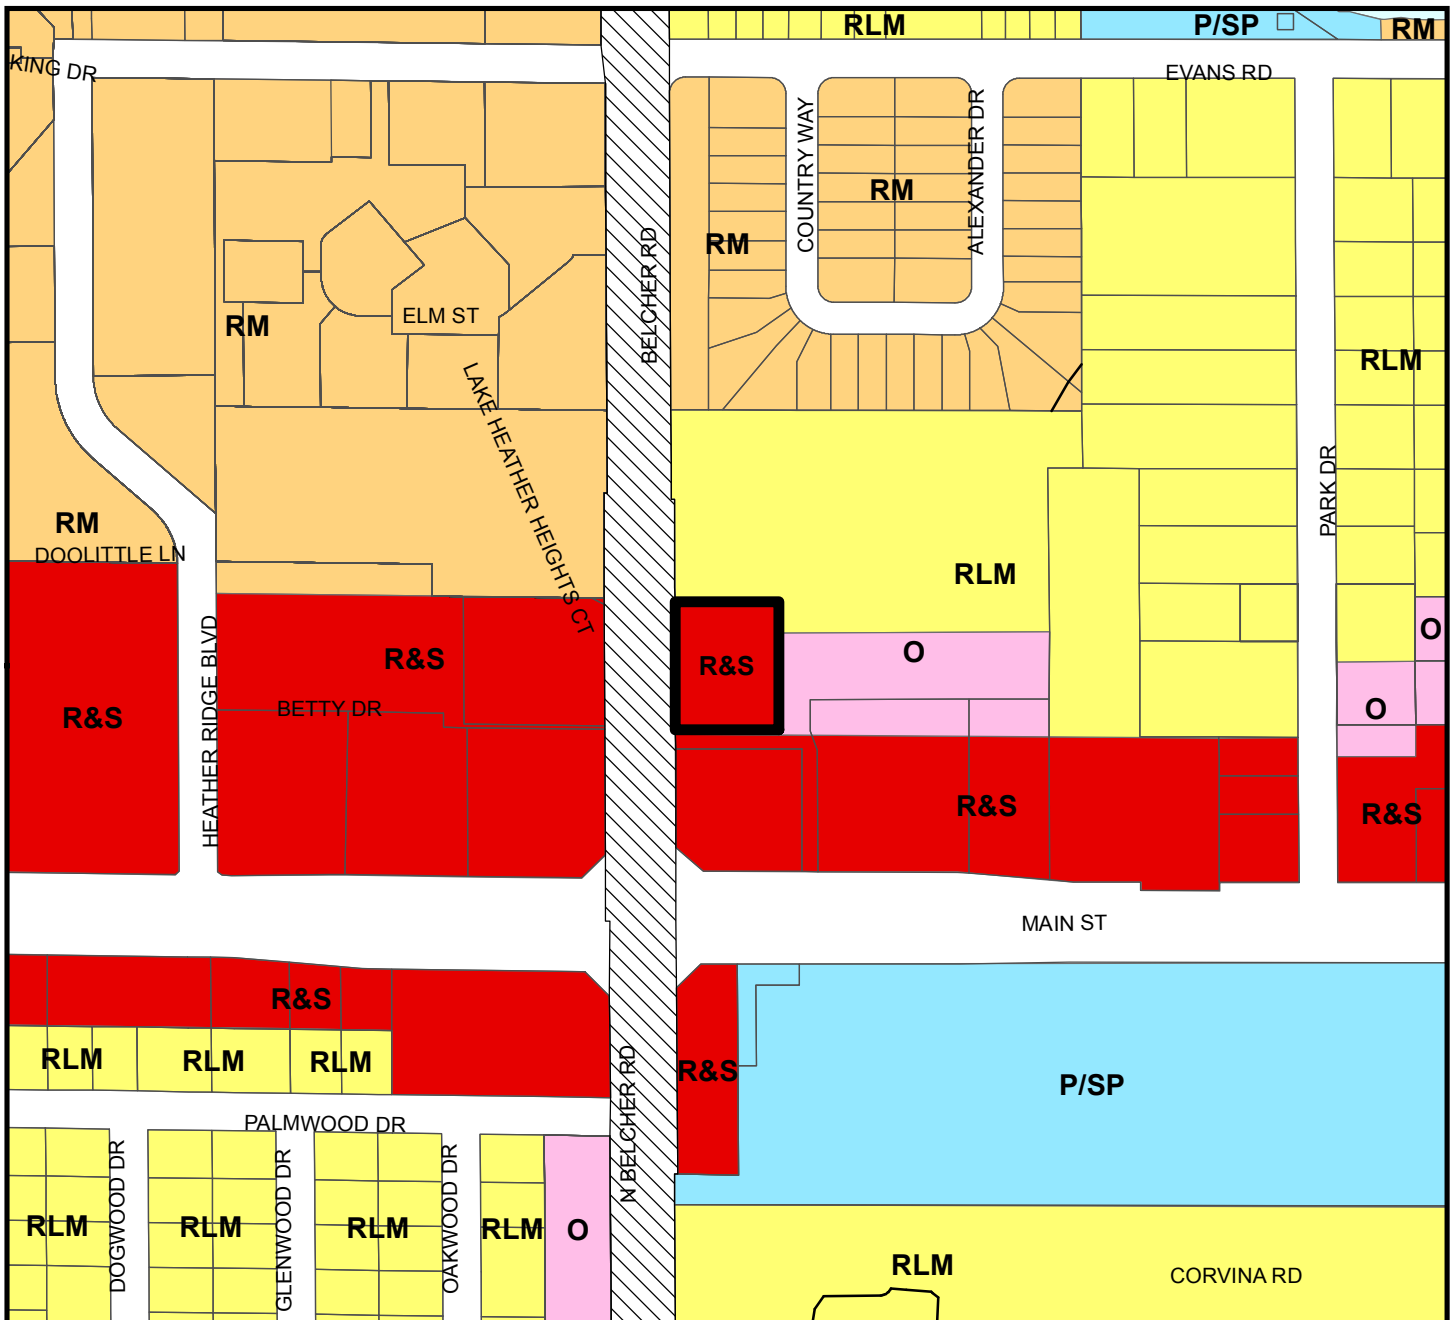 RLM
P/SP
RM
KING DR
EVANS RD
COUNTRY WAY
ALEXANDER DR
RM
RM
BELCHER RD
ELM ST
RM
RLM
LAKE HEATHER HEIGHTS CT
PARK DR
RM
DOOLITTLE LN
RLM
HEATHER RIDGE BLVD
O
R&S
O
R&S
BETTY DR
R&S
O
R&S
R&S
R&S
MAIN ST
R&S
RLM
RLM
RLM
R&S
P/SP
N BELCHER RD
PALMWOOD DR
DOGWOOD DR
GLENWOOD DR
OAKWOOD DR
RLM
RLM
RLM
RLM
O
RLM
CORVINA RD